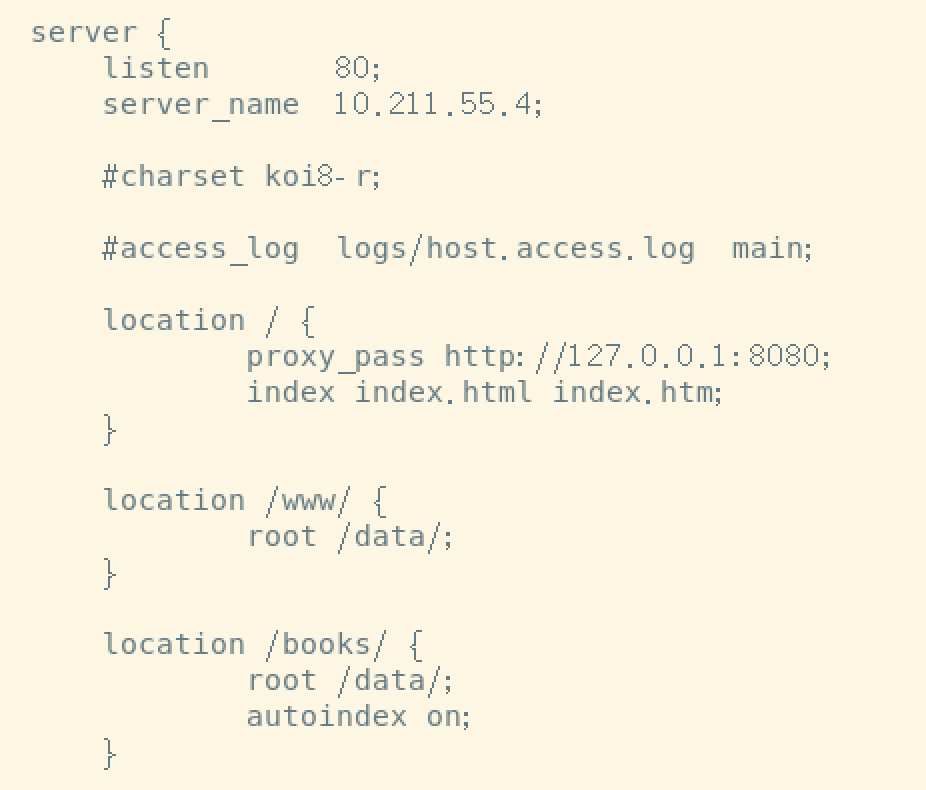 server {
    listen       80;
    server_name  10.211.55.4;

    #charset koi8-r;

    #access_log  logs/host.access.log  main;

    location / {
            proxy_pass http://127.0.0.1:8080;
            index index.html index.htm;
    }

    location /www/ {
            root /data/;
    }

    location /books/ {
            root /data/;
            autoindex on;
    }